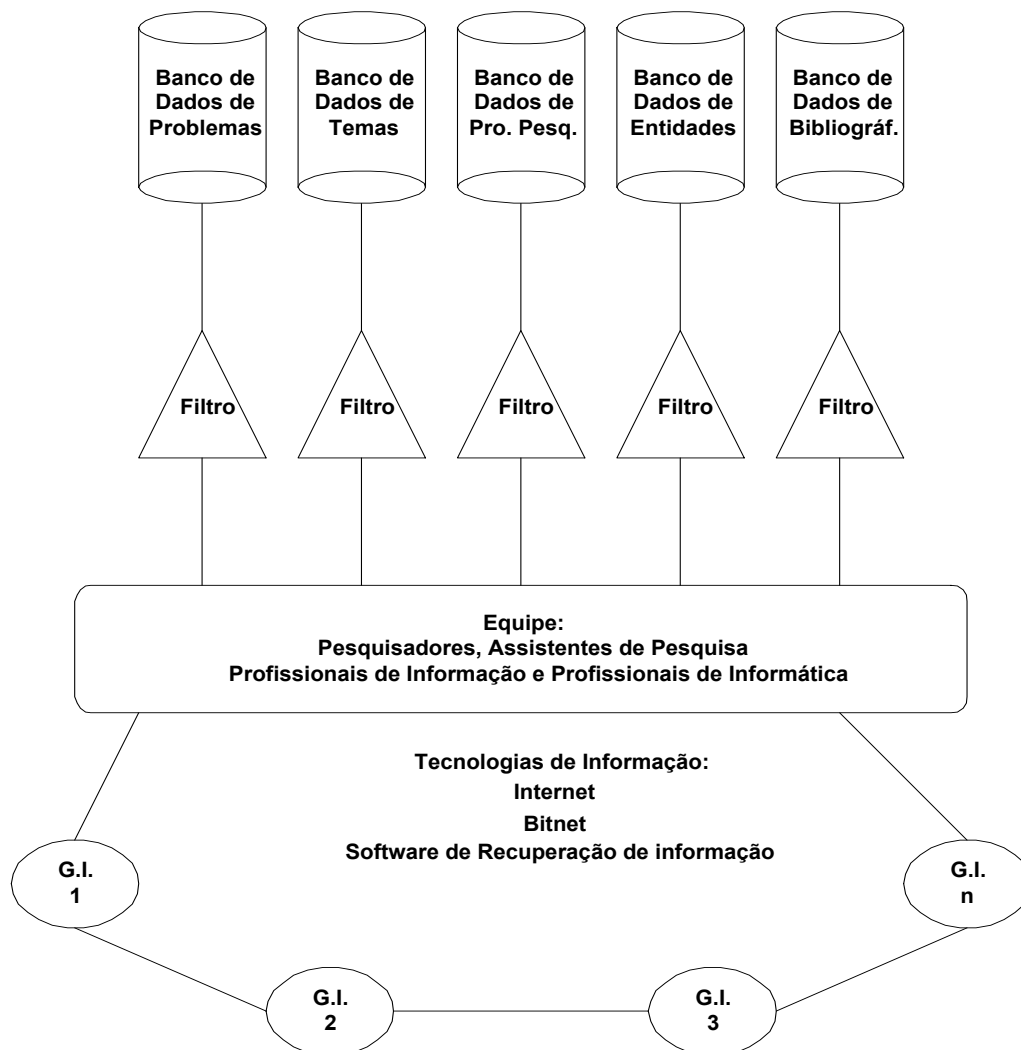 Banco de
Dados de
Problemas
Banco de
Dados de
Temas
Banco de
Dados de
Pro. Pesq.
Banco de
Dados de
Entidades
Banco de
Dados de
Bibliográf.
Filtro
Filtro
Filtro
Filtro
Filtro
Equipe:
Pesquisadores, Assistentes de Pesquisa
Profissionais de Informação e Profissionais de Informática
Tecnologias de Informação:
Internet
Bitnet
Software de Recuperação de informação
G.I.
1
G.I.
n
G.I.
2
G.I.
3